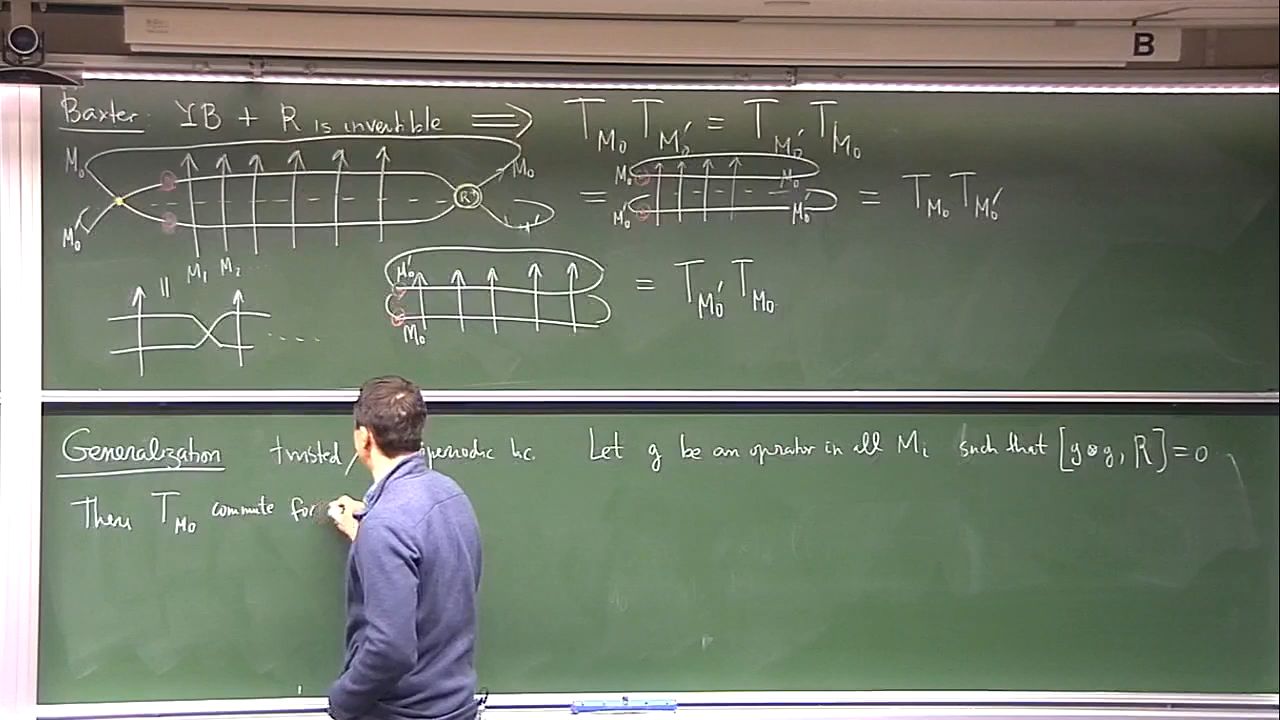 B
Baxter: YB + R is invertible ⟹ T_{M_0} T_{M_0'} = T_{M_0'} T_{M_0}
M_0 R M_0 = M_0 M_0 = T_{M_0} T_{M_0'}
M_0' M_0' M_0'
M_1 M_2 ...
M_0' = T_{M_0'} T_{M_0}
M_0
....
Generalization twisted / periodic b.c. Let g be an operator in all M_i such that [g⊗g, R] = 0
Then T_{M_0} commute for